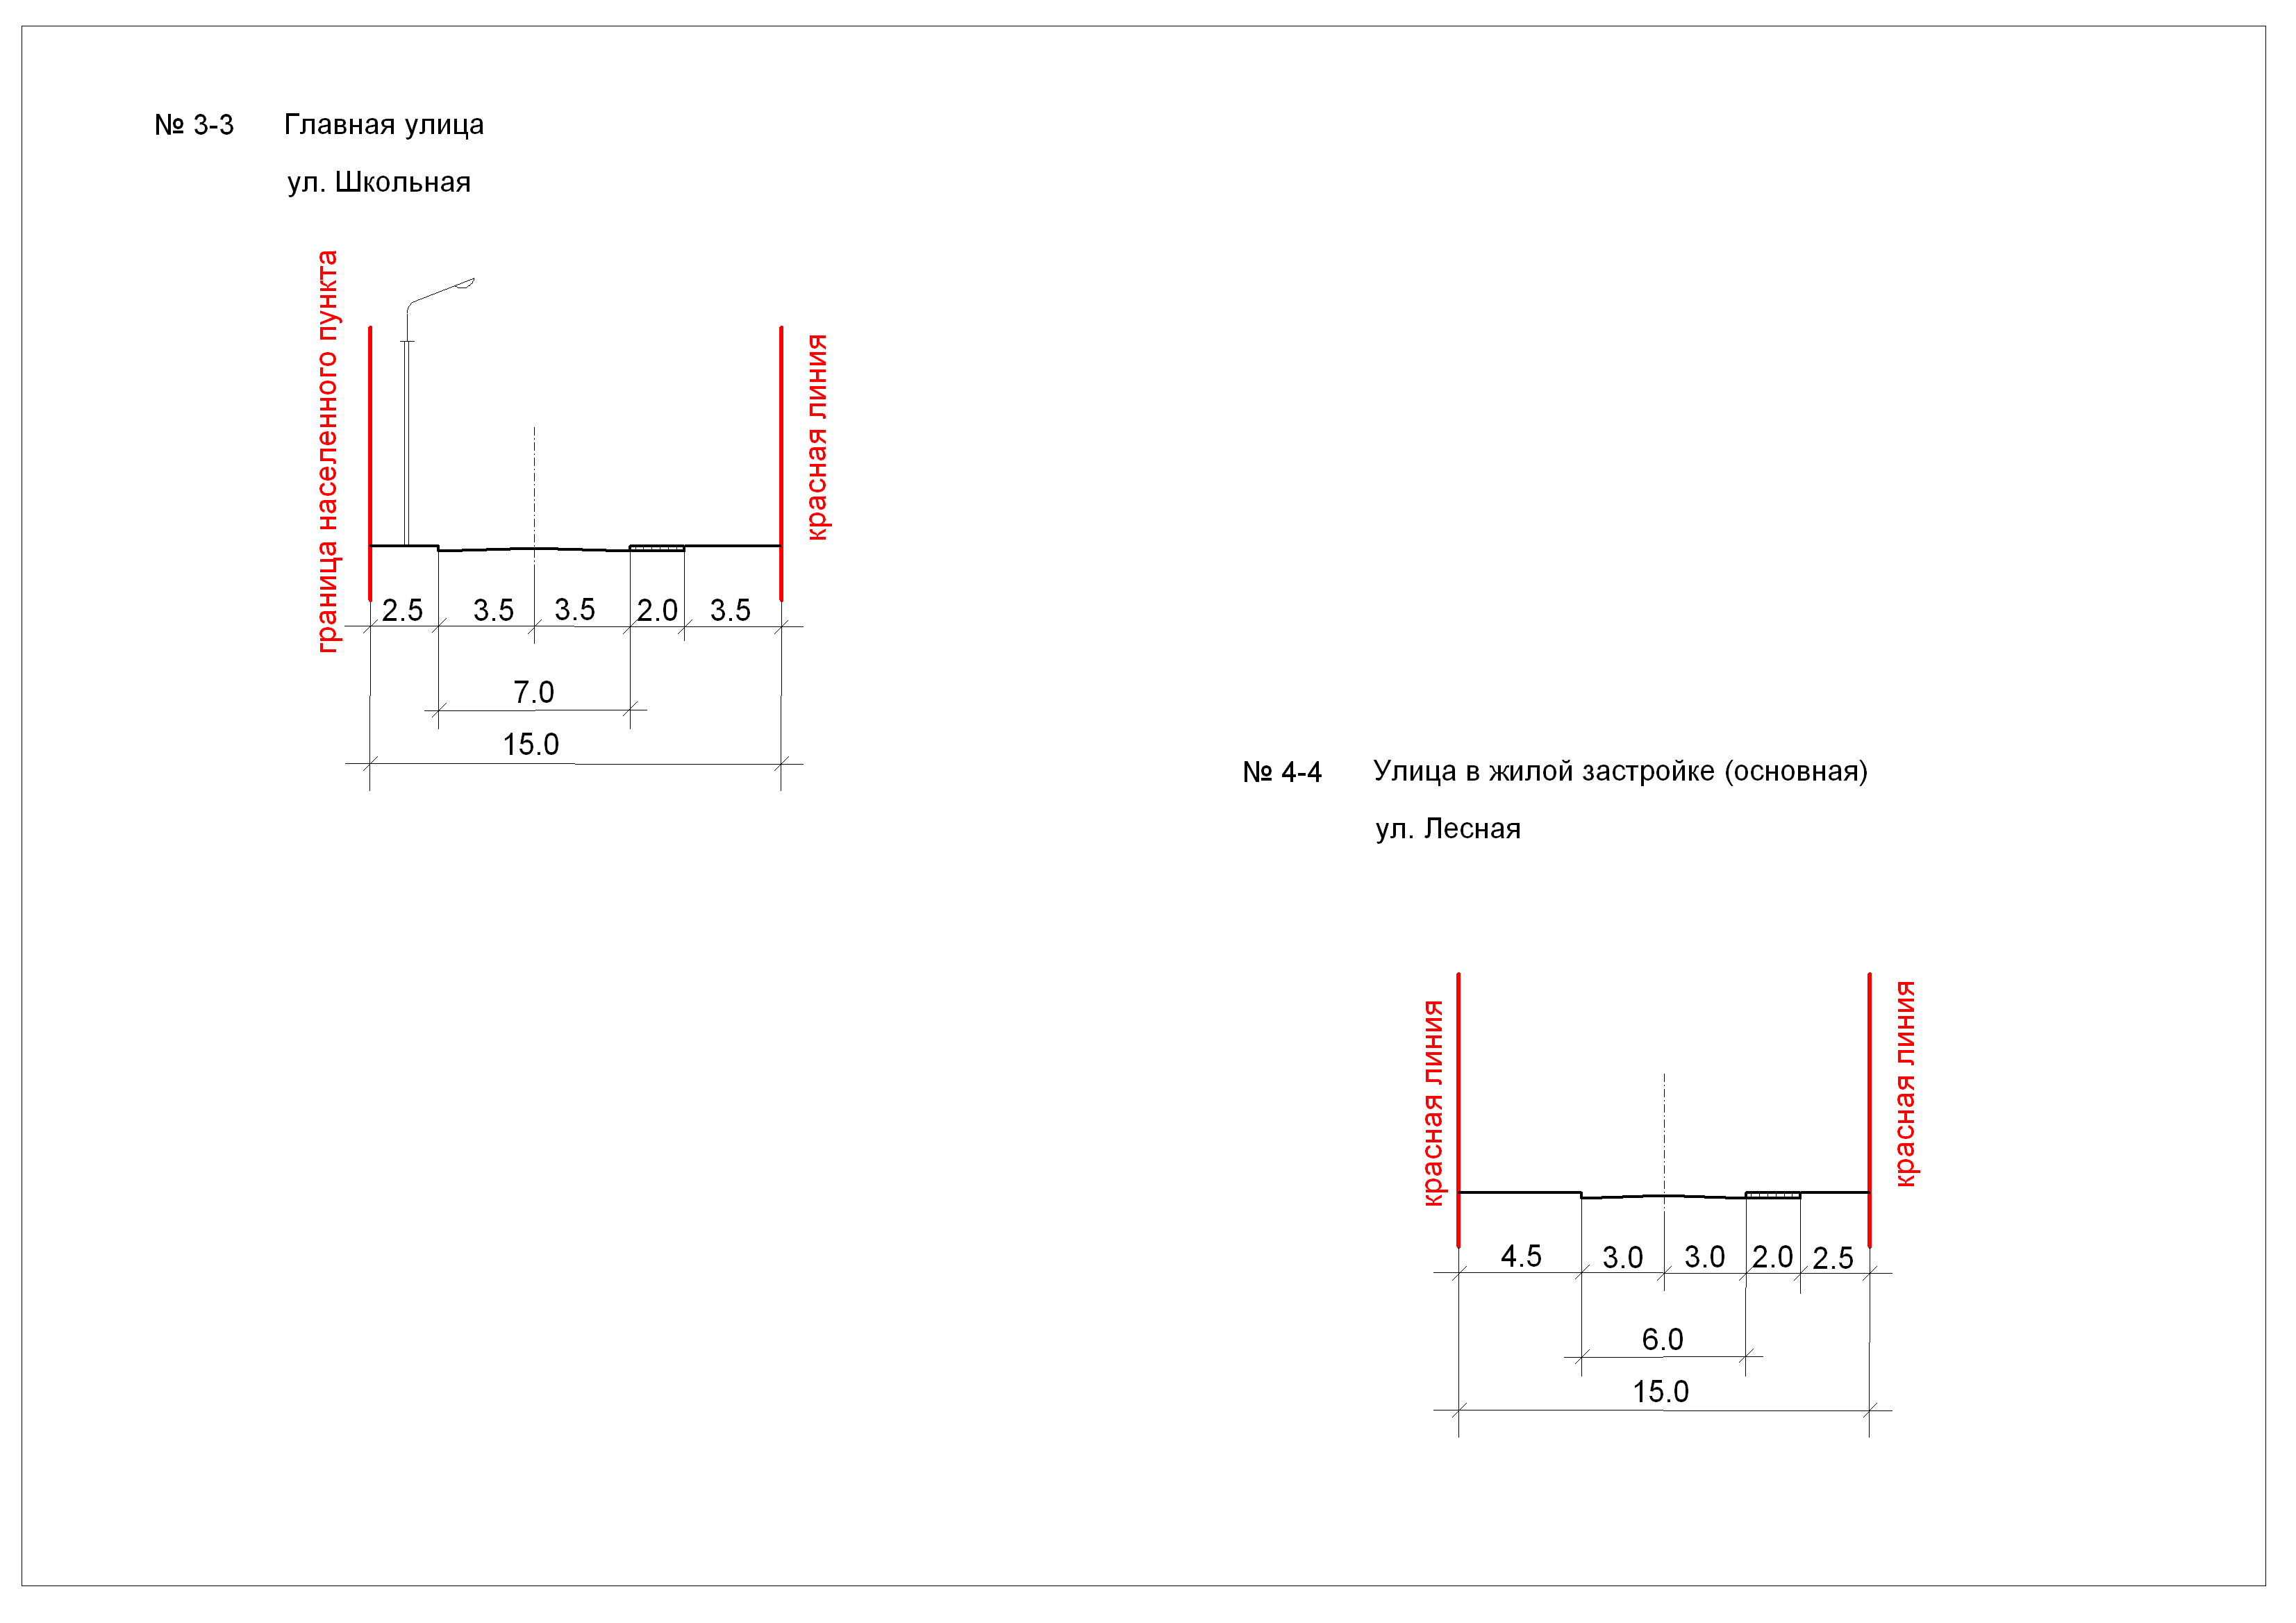 № 3-3 Главная улица
ул. Школьная
граница населенного пункта
красная линия
2.5 3.5 3.5 2.0 3.5
7.0
15.0
№ 4-4 Улица в жилой застройке (основная)
ул. Лесная
красная линия
красная линия
4.5 3.0 3.0 2.0 2.5
6.0
15.0